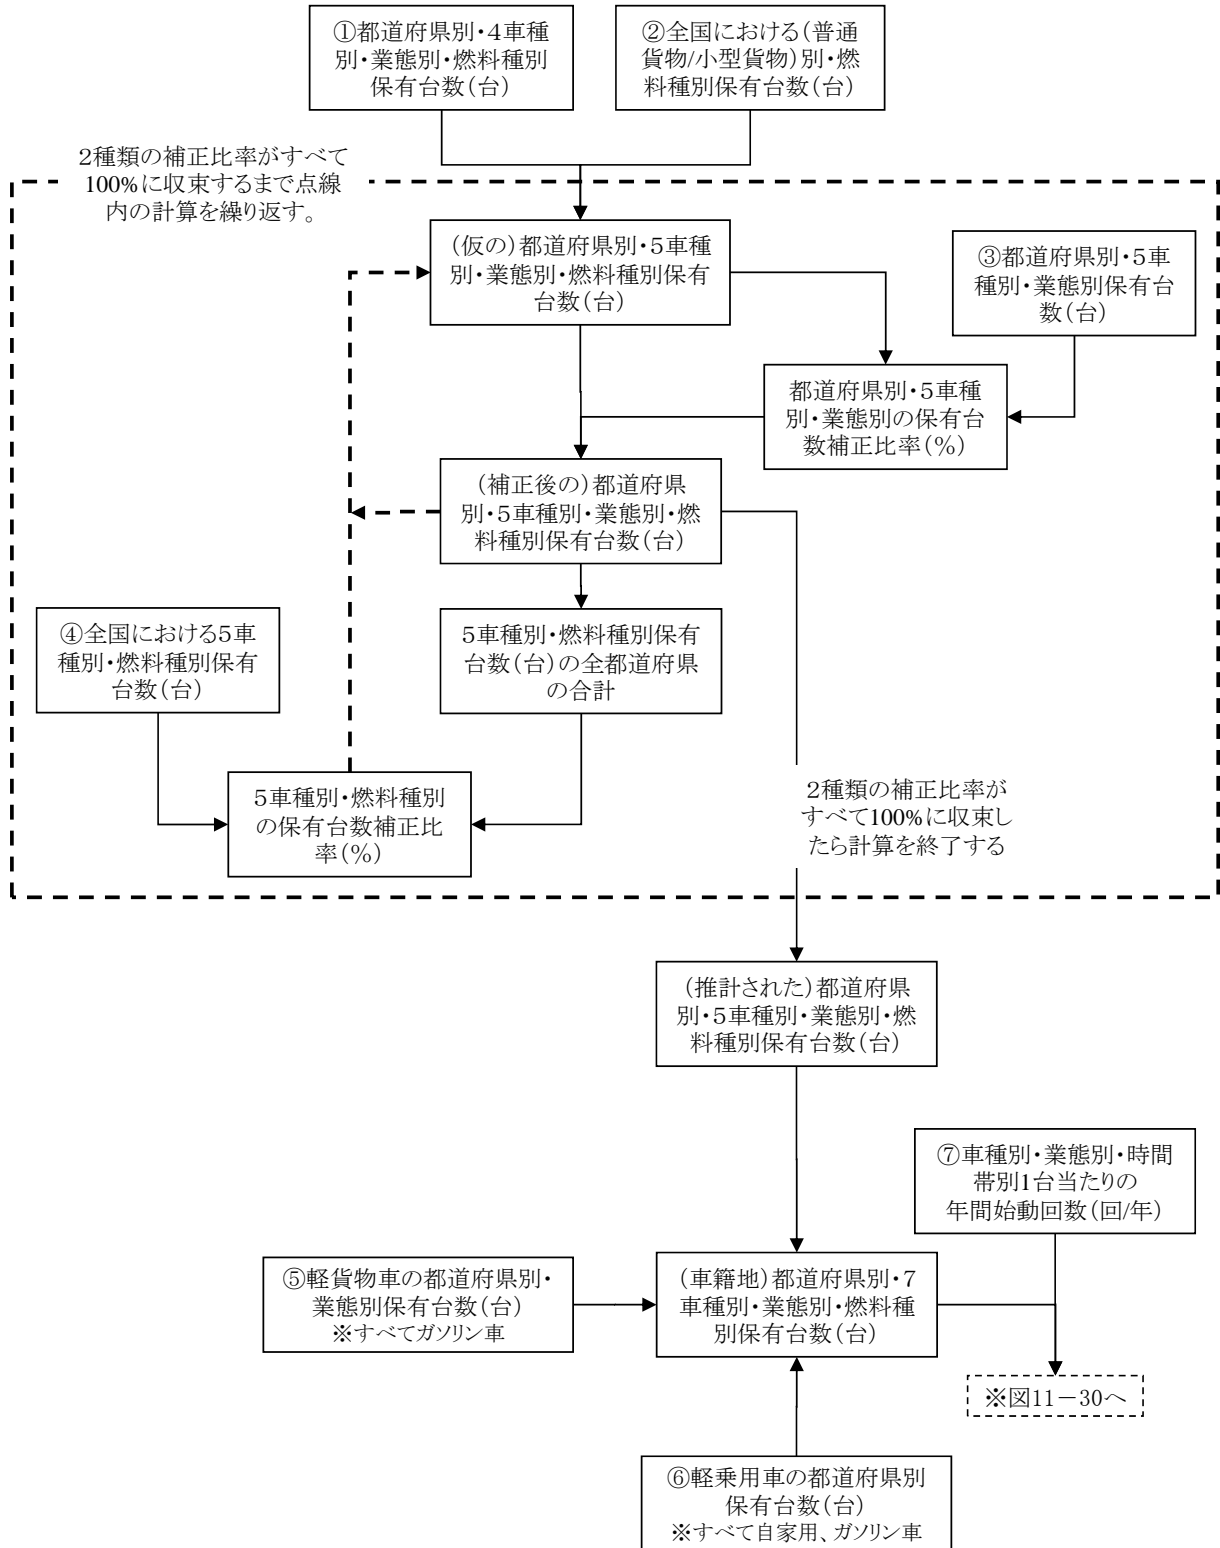 ①都道府県別・4車種
別・業態別・燃料種別
保有台数(台)
②全国における(普通
貨物/小型貨物)別・燃
料種別保有台数(台)
2種類の補正比率がすべて
100%に収束するまで点線
内の計算を繰り返す。
(仮の)都道府県別・5車種
別・業態別・燃料種別保有
台数(台)
③都道府県別・5車
種別・業態別保有台
数(台)
都道府県別・5車種
別・業態別の保有台
数補正比率(%)
(補正後の)都道府県
別・5車種別・業態別・燃
料種別保有台数(台)
④全国における5車
種別・燃料種別保有
台数(台)
5車種別・燃料種別保有
台数(台)の全都道府県
の合計
5車種別・燃料種別
の保有台数補正比
率(%)
2種類の補正比率が
すべて100%に収束し
たら計算を終了する
(推計された)都道府県
別・5車種別・業態別・燃
料種別保有台数(台)
⑦車種別・業態別・時間
帯別1台当たりの
年間始動回数(回/年)
⑤軽貨物車の都道府県別・
業態別保有台数(台)
※すべてガソリン車
(車籍地)都道府県別・7
車種別・業態別・燃料種
別保有台数(台)
※図11-30へ
⑥軽乗用車の都道府県別
保有台数(台)
※すべて自家用、ガソリン車